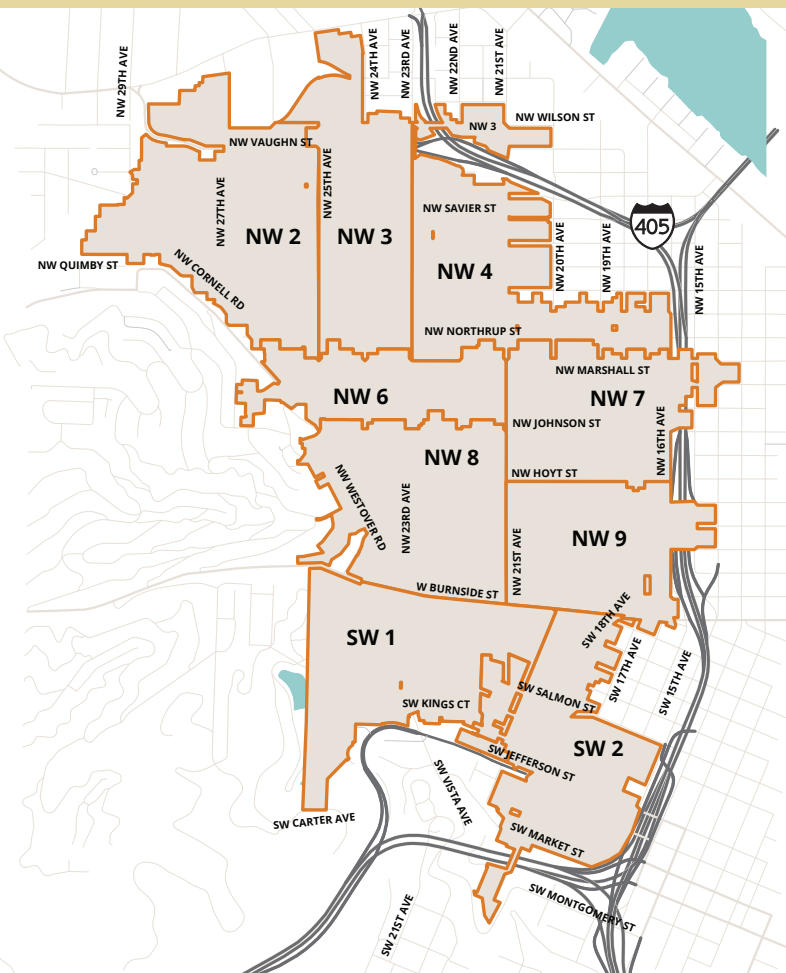 NW 29TH AVE
NW 24TH AVE
NW 23RD AVE
NW 22ND AVE
NW 21ST AVE
NW WILSON ST
NW 3
NW VAUGHN ST
NW 25TH AVE
NW 27TH AVE
NW SAVIER ST
405
NW 2
NW 3
NW 4
NW 20TH AVE
NW 19TH AVE
NW 15TH AVE
NW QUIMBY ST
NW CORNELL RD
NW NORTHRUP ST
NW MARSHALL ST
NW 6
NW 7
NW JOHNSON ST
NW 16TH AVE
NW 8
NW HOYT ST
NW WESTOVER RD
NW 23RD AVE
NW 21ST AVE
NW 9
W BURNSIDE ST
SW 18TH AVE
SW 1
SW 17TH AVE
SW 15TH AVE
SW SALMON ST
SW KINGS CT
SW 2
SW JEFFERSON ST
SW VISTA AVE
SW CARTER AVE
SW MARKET ST
SW MONTGOMERY ST
SW 21ST AVE